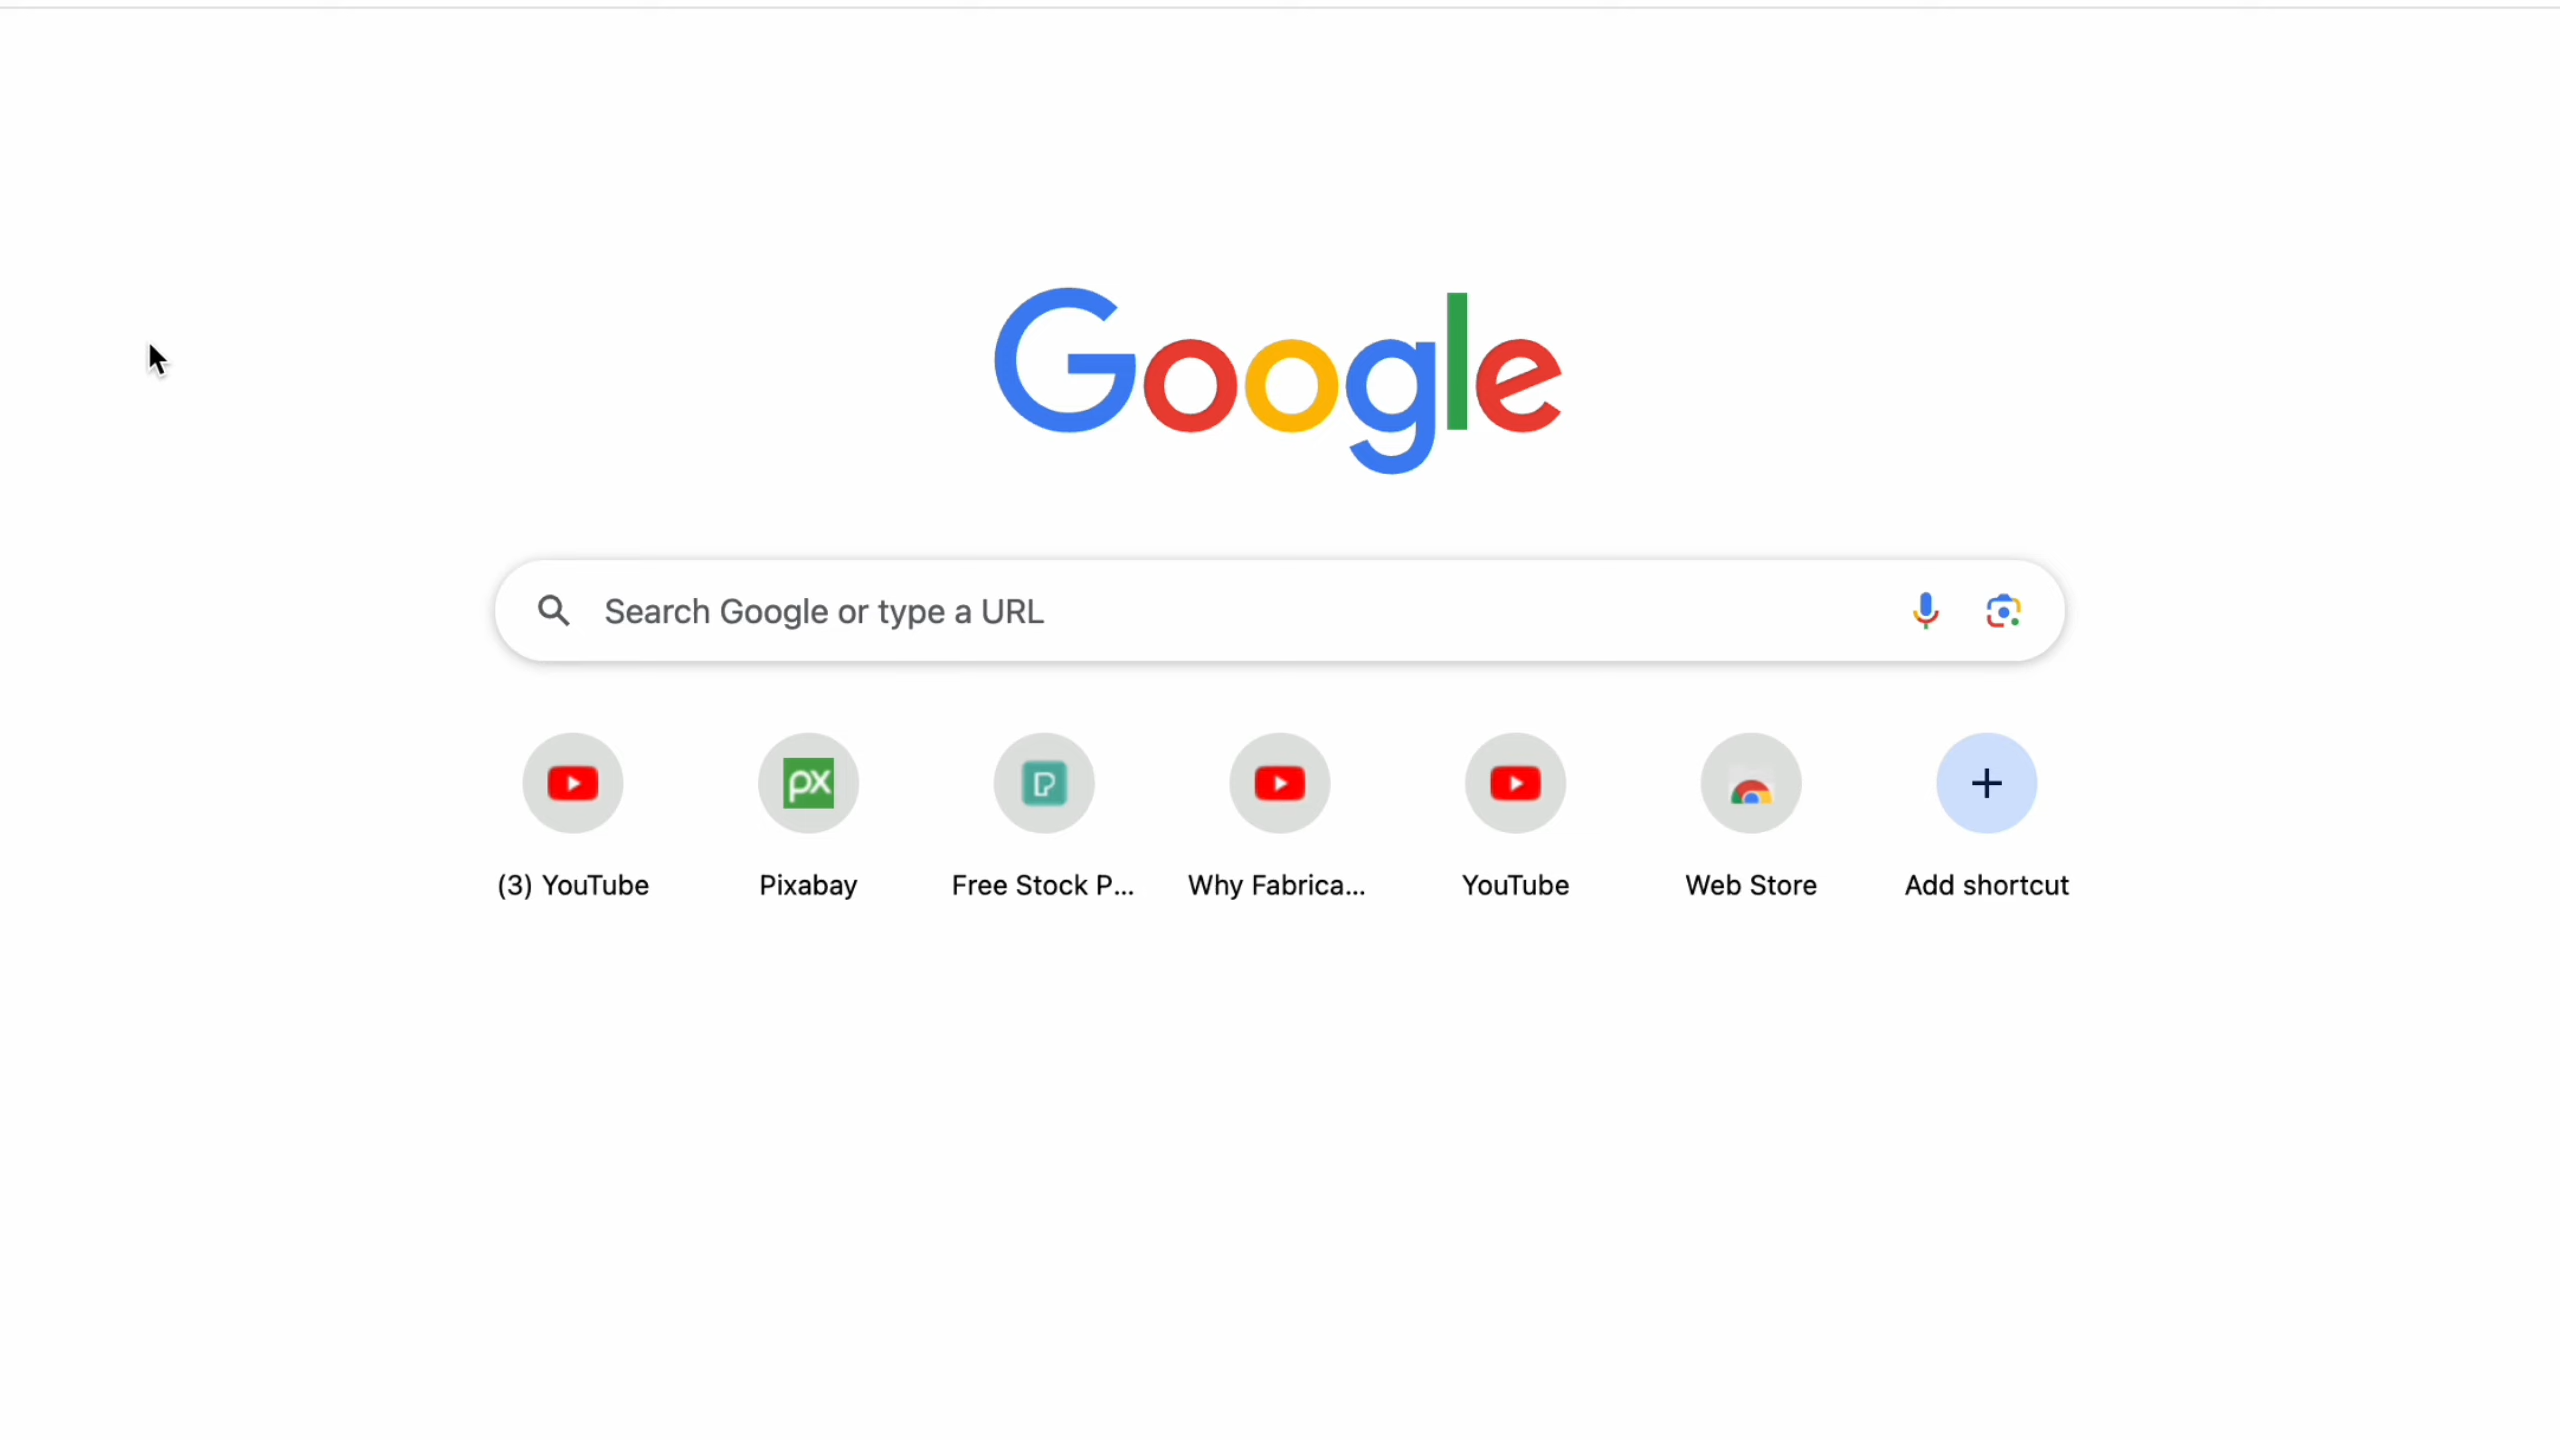 Google
Search Google or type a URL
(3) YouTube
Pixabay
Free Stock P...
Why Fabrica...
YouTube
Web Store
Add shortcut